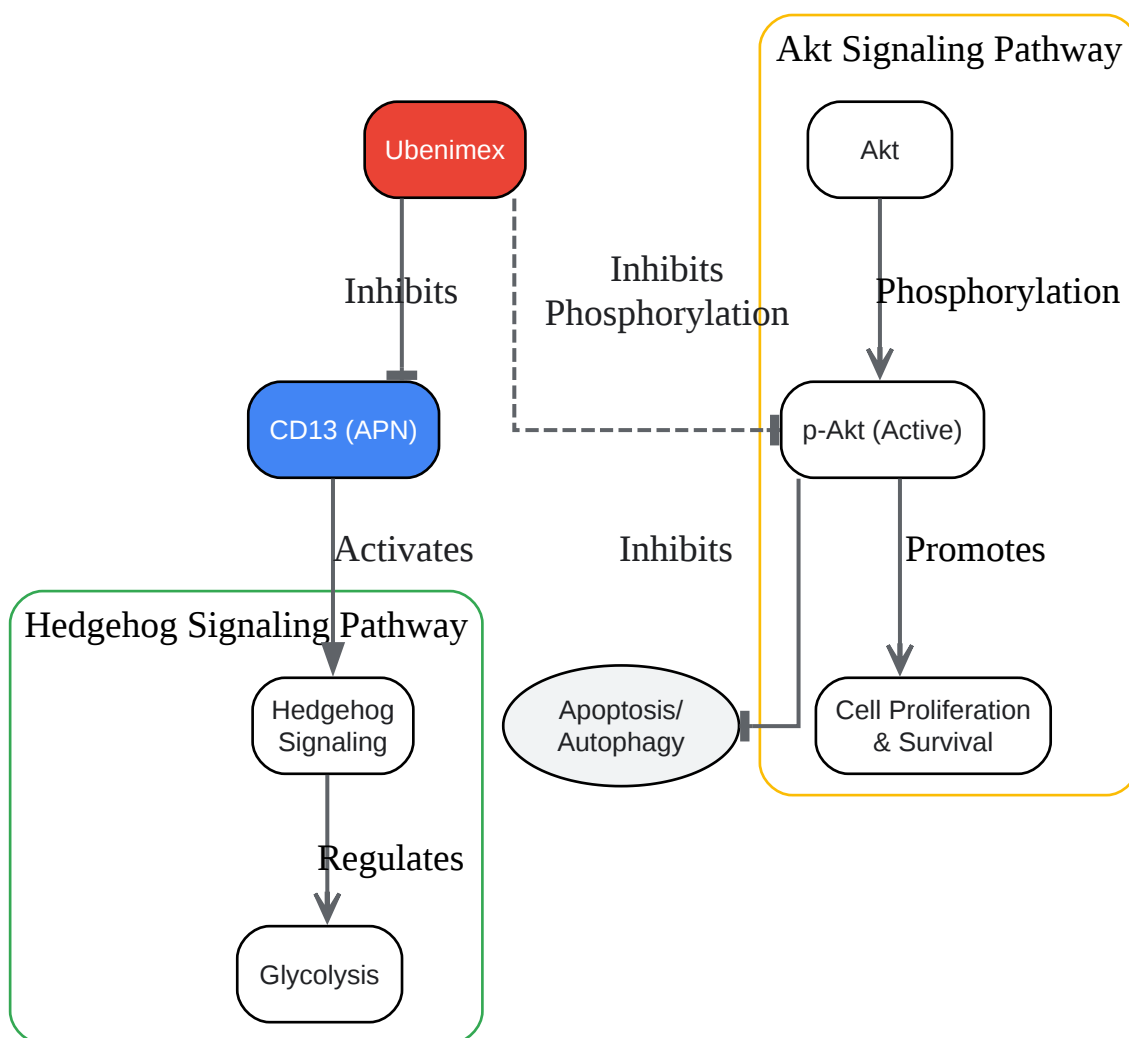 Akt Signaling Pathway
Ubenimex
Akt
Inhibits
Inhibits
Phosphorylation
Phosphorylation
CD13 (APN)
p-Akt (Active)
Activates
Inhibits
Promotes
Hedgehog Signaling Pathway
Hedgehog
Signaling
Apoptosis/
Autophagy
Cell Proliferation
& Survival
Regulates
Glycolysis